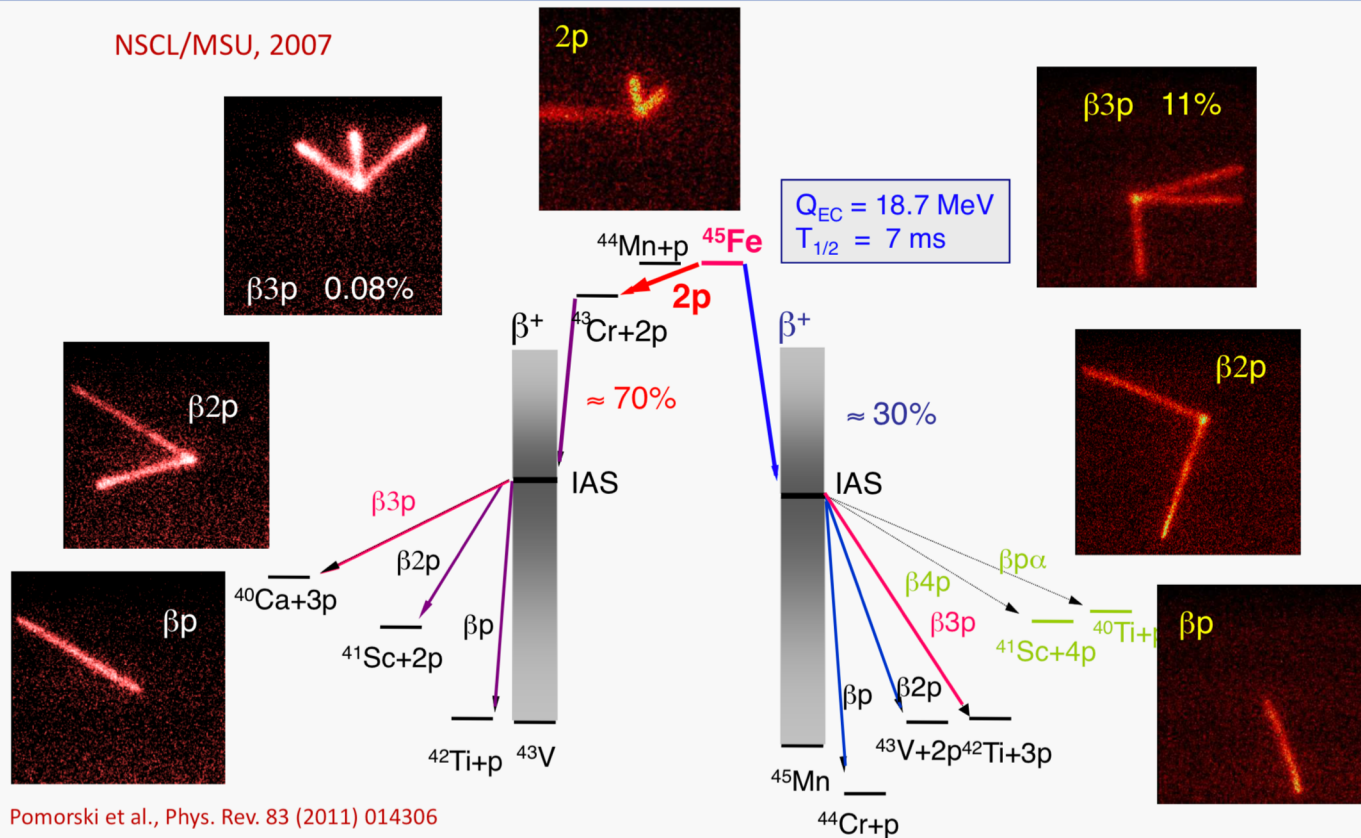 NSCL/MSU, 2007
2p
β3p 11%
Q_EC = 18.7 MeV
T_1/2 = 7 ms
β3p 0.08%
⁴⁴Mn+p
⁴⁵Fe
2p
⁴³Cr+2p
β⁺
β⁺
≈ 70%
≈ 30%
β2p
β2p
IAS
IAS
β3p
β2p
βp
βpα
β4p
β3p
β2p
βp
⁴⁰Ca+3p
⁴¹Sc+2p
⁴²Ti+p
⁴³V
βp
⁴⁰Ti+p
⁴¹Sc+4p
βp
⁴³V+2p
⁴²Ti+3p
⁴⁵Mn
⁴⁴Cr+p
Pomorski et al., Phys. Rev. 83 (2011) 014306